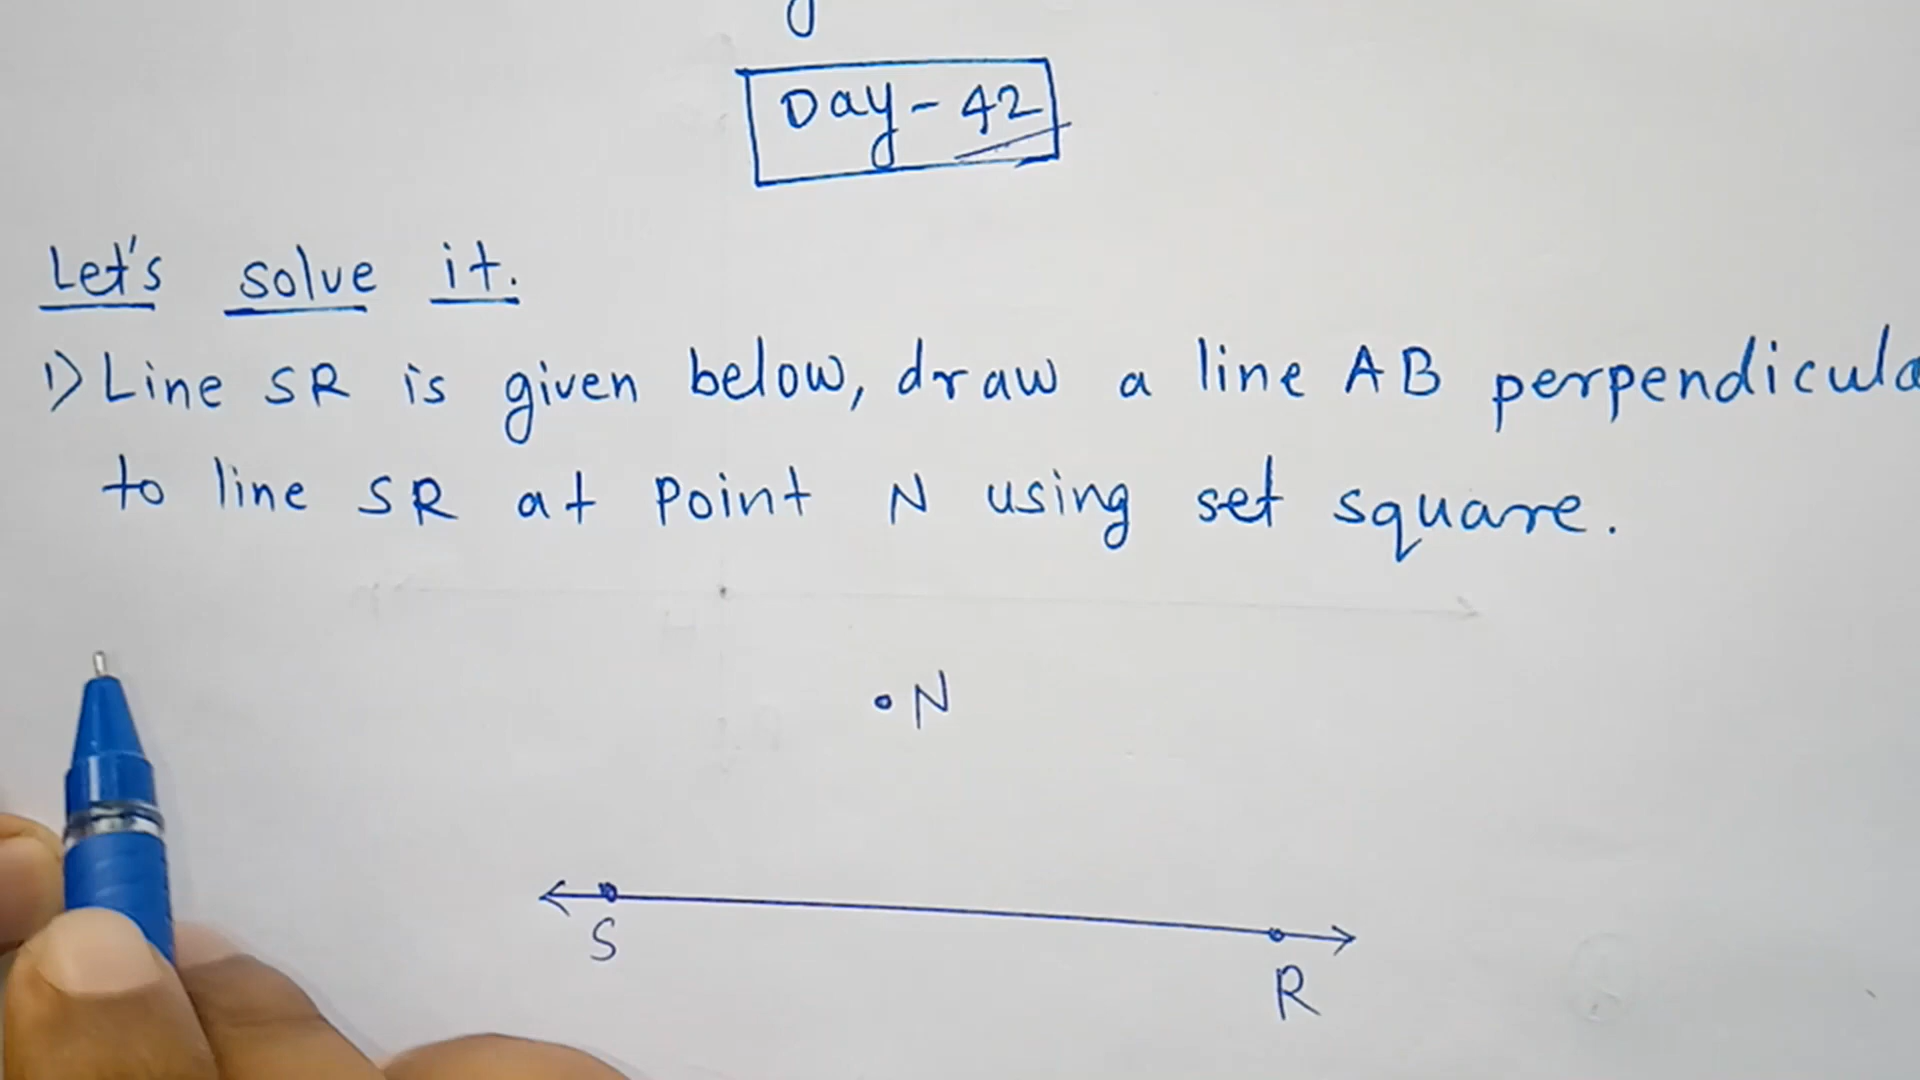 Day - 42
Let's solve it.
1) Line SR is given below, draw a line AB perpendicula
to line SR at point N using set square.
N
S
R